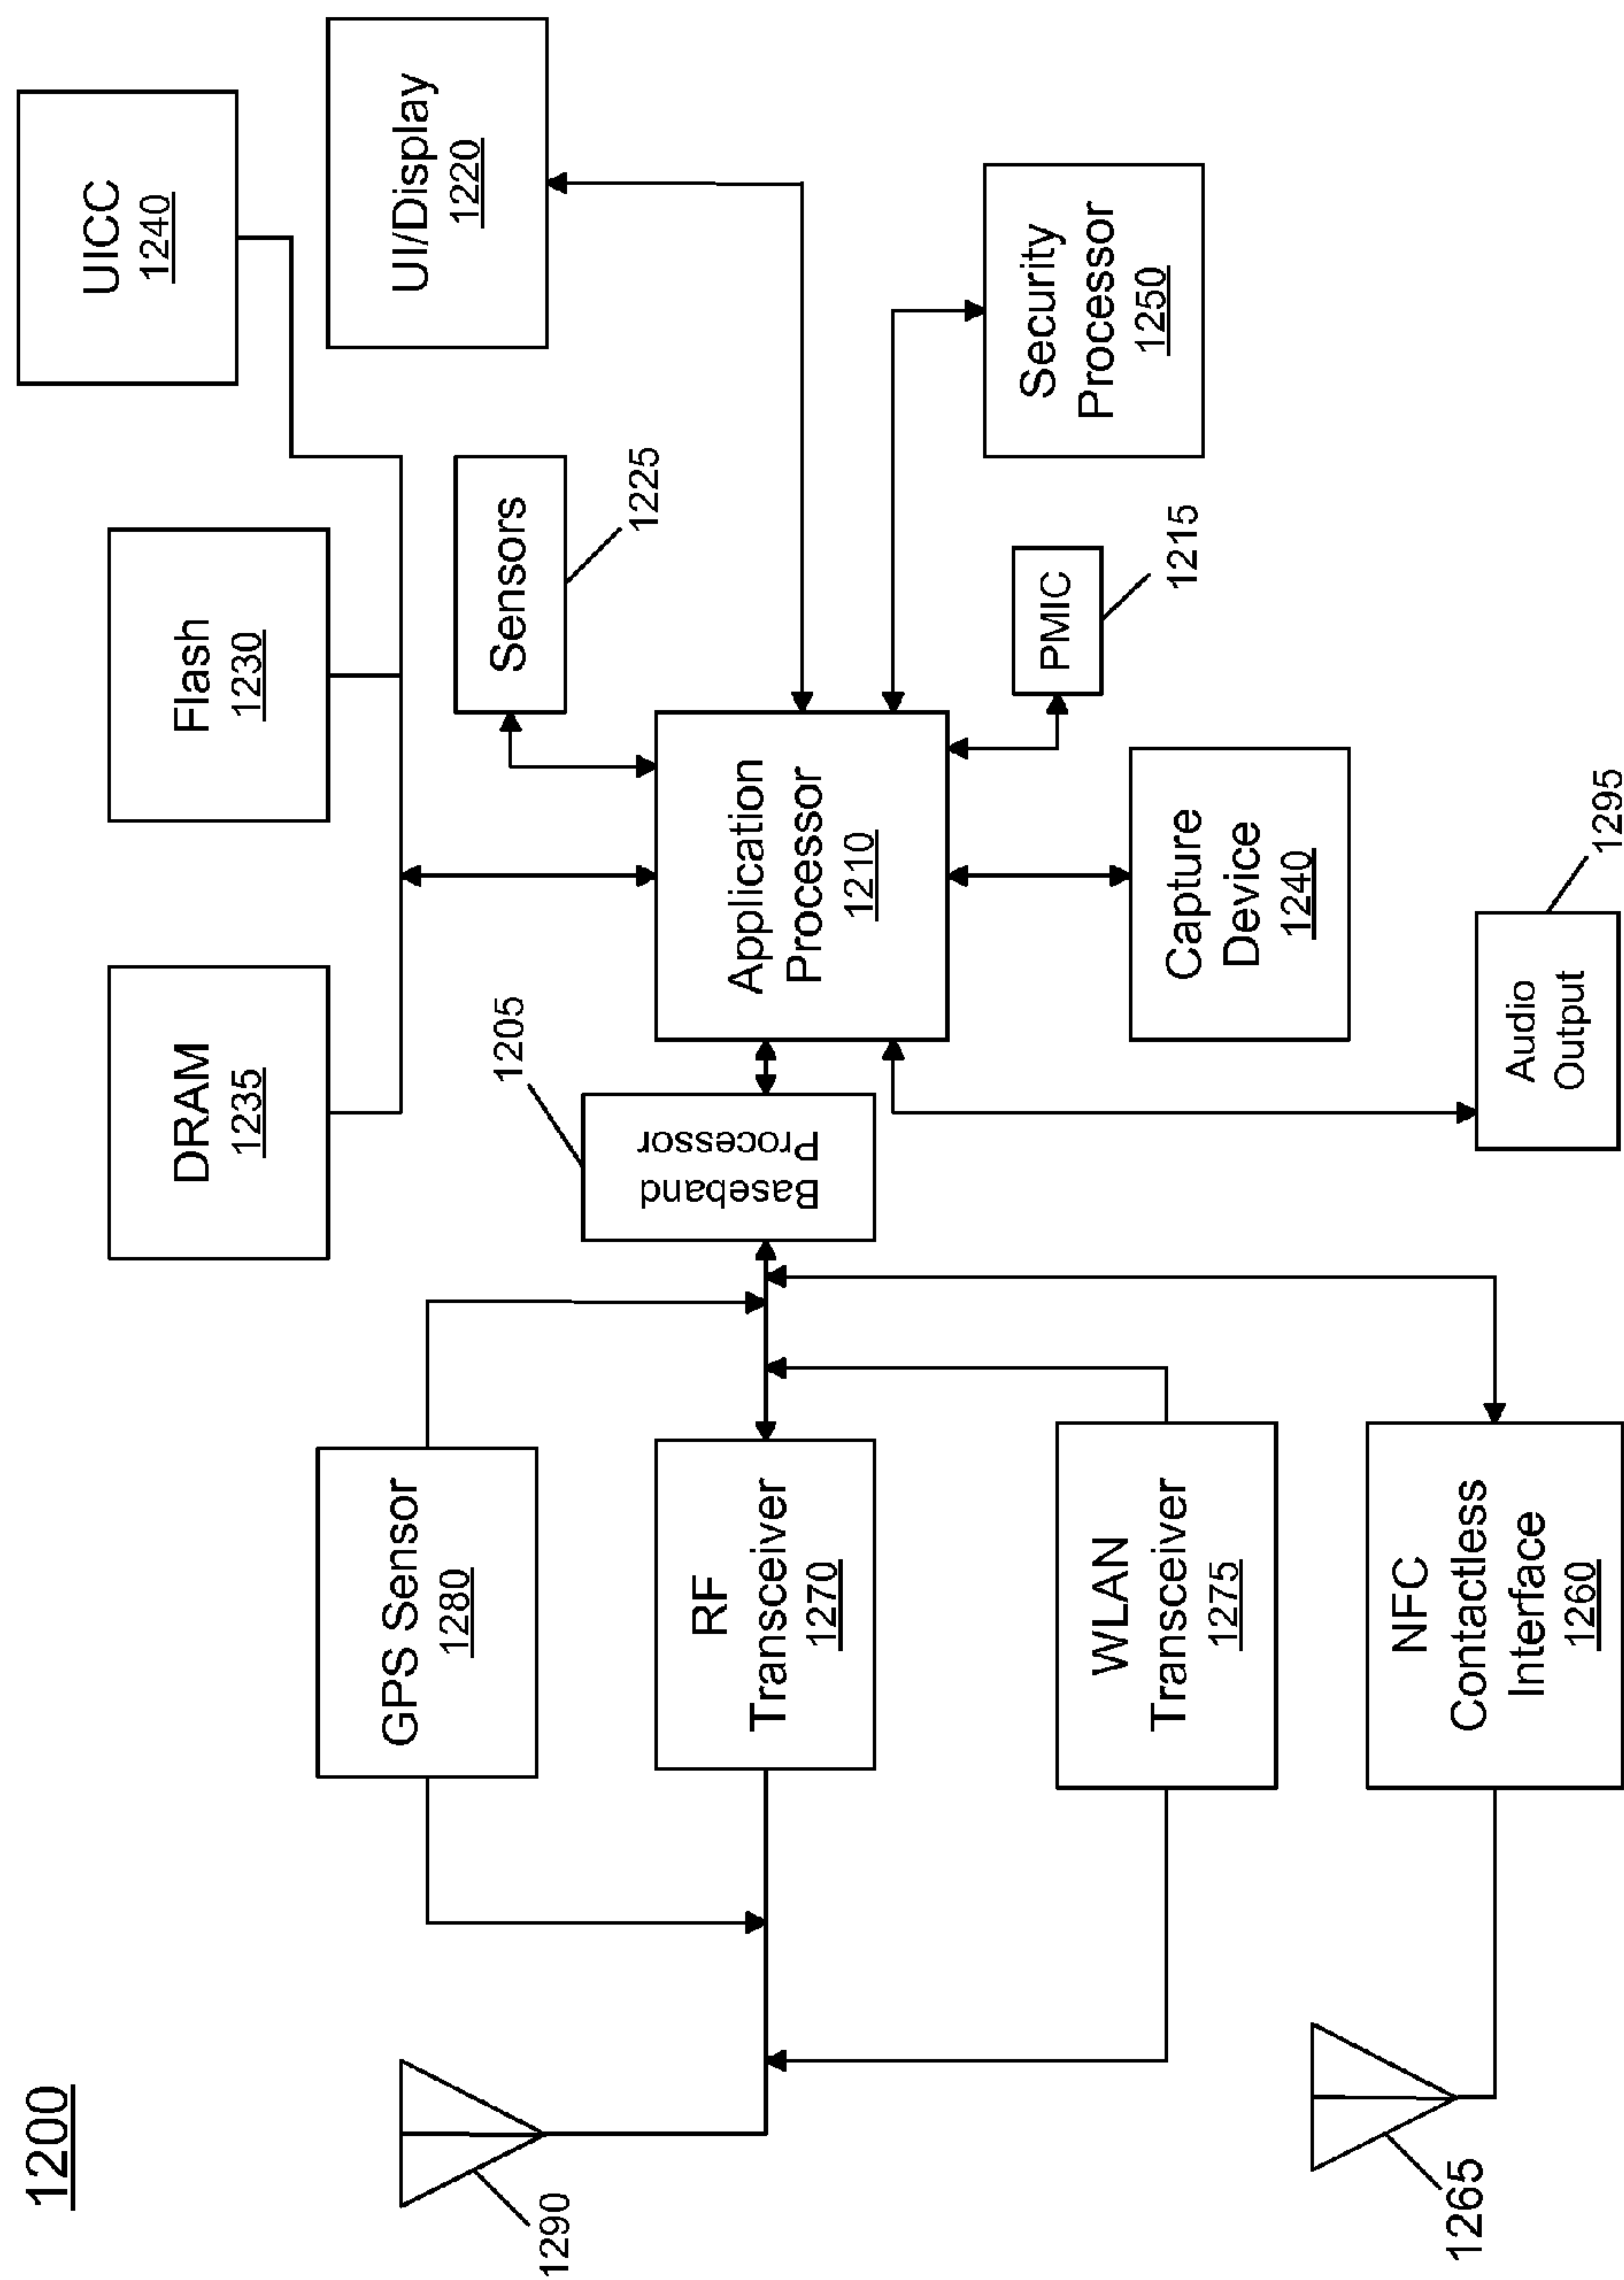 1200
UICC
1240
UI/Display
1220
Flash
1230
DRAM
1235
Sensors
1225
Security
Processor
1250
PMIC
1215
Application
Processor
1210
1205
Baseband
Processor
Capture
Device
1240
Audio
Output
1295
GPS Sensor
1280
RF
Transceiver
1270
WLAN
Transceiver
1275
NFC
Contactless
Interface
1260
1290
1265